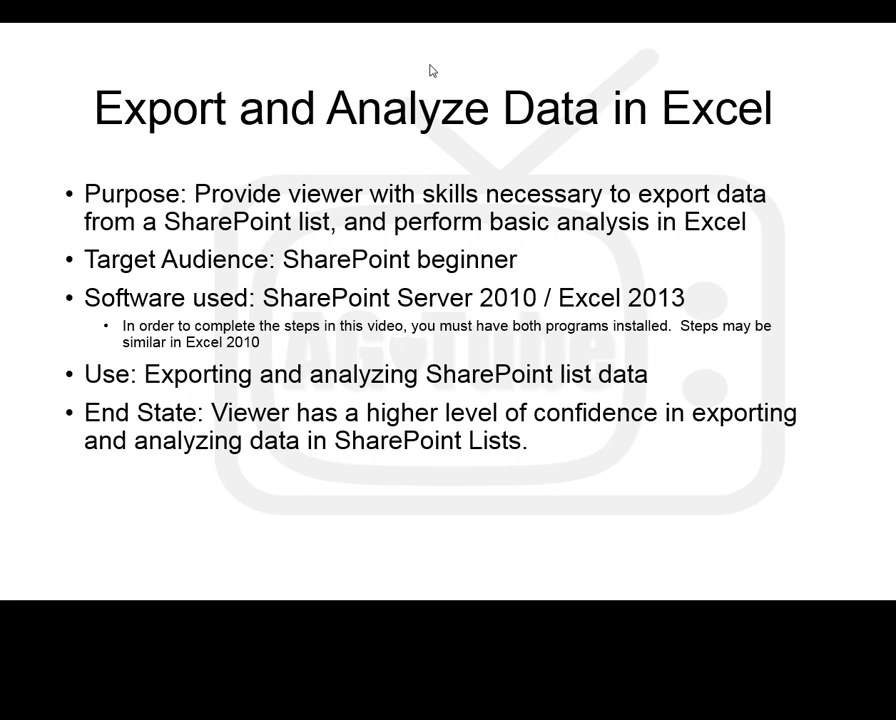 Export and Analyze Data in Excel
• Purpose: Provide viewer with skills necessary to export data
from a SharePoint list, and perform basic analysis in Excel
• Target Audience: SharePoint beginner
• Software used: SharePoint Server 2010 / Excel 2013
• In order to complete the steps in this video, you must have both programs installed.  Steps may be
similar in Excel 2010
• Use: Exporting and analyzing SharePoint list data
• End State: Viewer has a higher level of confidence in exporting
and analyzing data in SharePoint Lists.